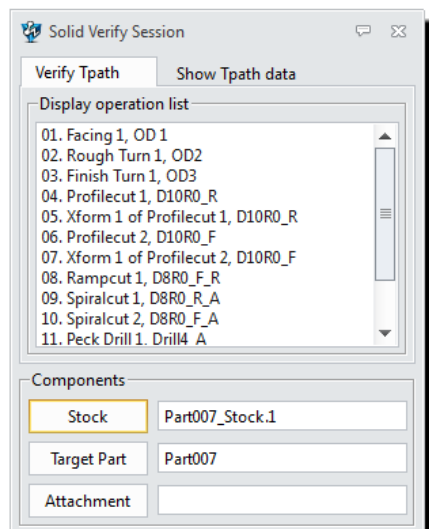 Solid Verify Session
Verify Tpath
Show Tpath data
Display operation list
01. Facing 1, OD 1
02. Rough Turn 1, OD2
03. Finish Turn 1, OD3
04. Profilecut 1, D10R0_R
05. Xform 1 of Profilecut 1, D10R0_R
06. Profilecut 2, D10R0_F
07. Xform 1 of Profilecut 2, D10R0_F
08. Rampcut 1, D8R0_F_R
09. Spiralcut 1, D8R0_R_A
10. Spiralcut 2, D8R0_F_A
11. Peck Drill 1, Drill4_A
Components
Stock
Part007_Stock.1
Target Part
Part007
Attachment